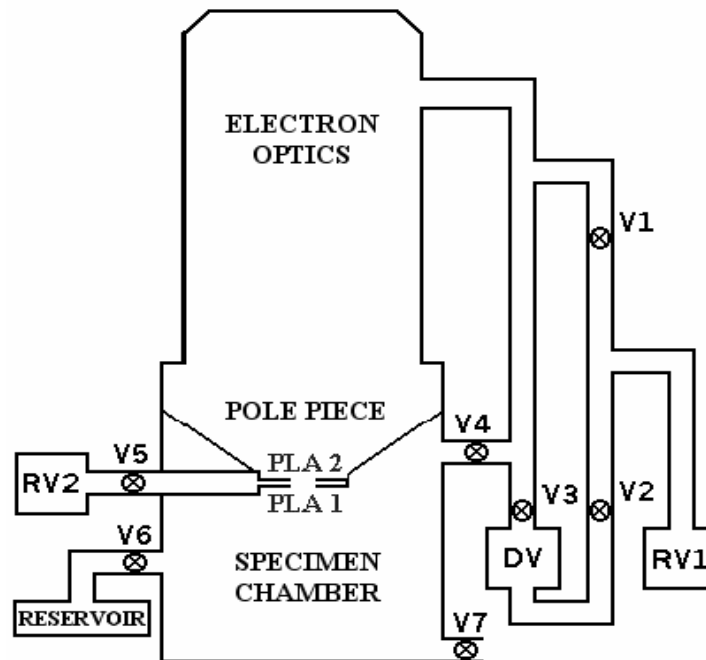 ELECTRON
OPTICS
V1
POLE PIECE
V4
V5
PLA 2
RV2
PLA 1
V3
V2
V6
SPECIMEN
CHAMBER
DV
RV1
RESERVOIR
V7